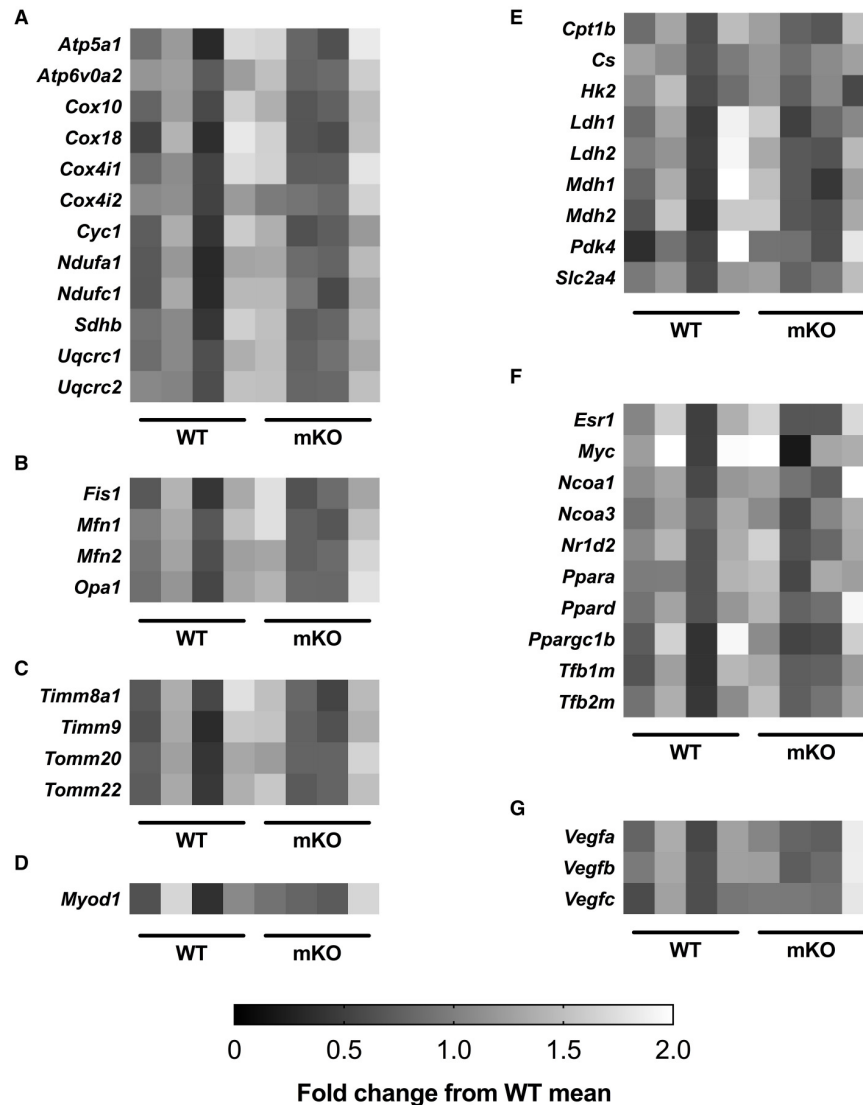 A
Atp5a1
Atp6v0a2
Cox10
Cox18
Cox4i1
Cox4i2
Cyc1
Ndufa1
Ndufc1
Sdhb
Uqcrc1
Uqcrc2
WT mKO
B
Fis1
Mfn1
Mfn2
Opa1
WT mKO
C
Timm8a1
Timm9
Tomm20
Tomm22
WT mKO
D
Myod1
WT mKO
E
Cpt1b
Cs
Hk2
Ldh1
Ldh2
Mdh1
Mdh2
Pdk4
Slc2a4
WT mKO
F
Esr1
Myc
Ncoa1
Ncoa3
Nr1d2
Ppara
Ppard
Ppargc1b
Tfb1m
Tfb2m
WT mKO
G
Vegfa
Vegfb
Vegfc
WT mKO
0 0.5 1.0 1.5 2.0
Fold change from WT mean